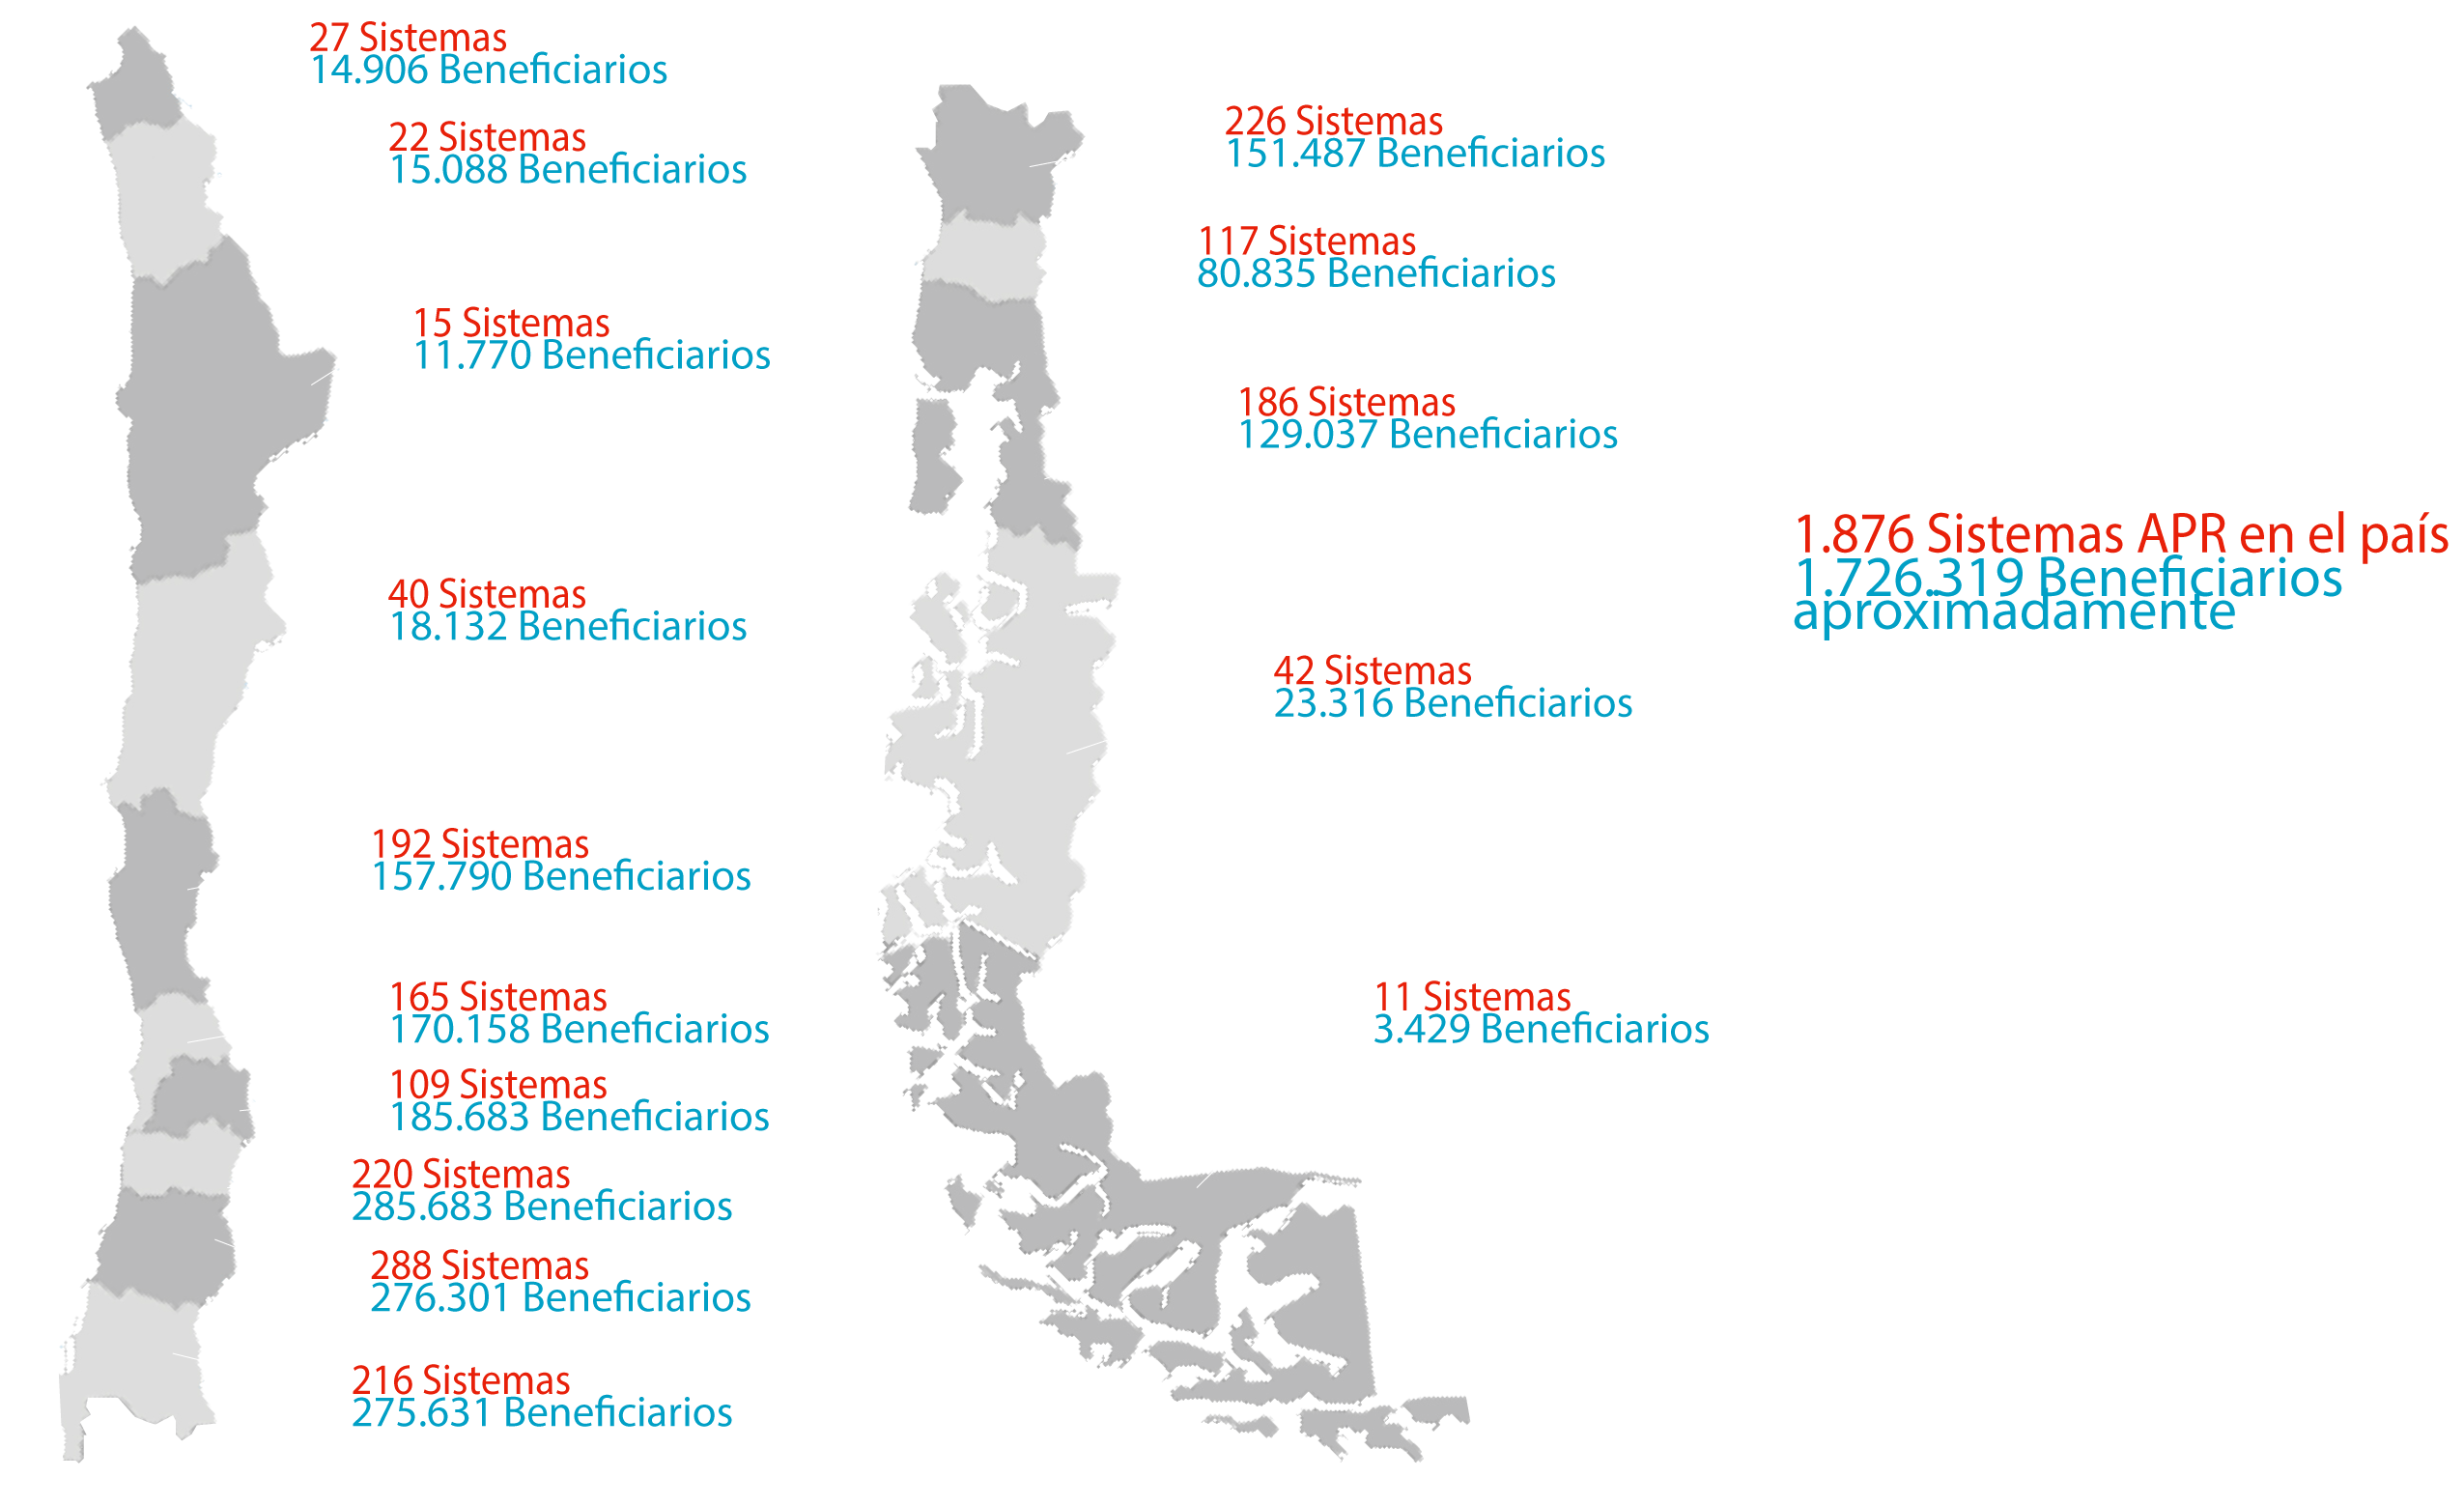 27 Sistemas
14.906 Beneficiarios
22 Sistemas
15.088 Beneficiarios
15 Sistemas
11.770 Beneficiarios
40 Sistemas
18.132 Beneficiarios
192 Sistemas
157.790 Beneficiarios
165 Sistemas
170.158 Beneficiarios
109 Sistemas
185.683 Beneficiarios
220 Sistemas
285.683 Beneficiarios
288 Sistemas
276.301 Beneficiarios
216 Sistemas
275.631 Beneficiarios
226 Sistemas
151.487 Beneficiarios
117 Sistemas
80.835 Beneficiarios
186 Sistemas
129.037 Beneficiarios
42 Sistemas
23.316 Beneficiarios
11 Sistemas
3.429 Beneficiarios
1.876 Sistemas APR en el país
1.726.319 Beneficiarios
aproximadamente